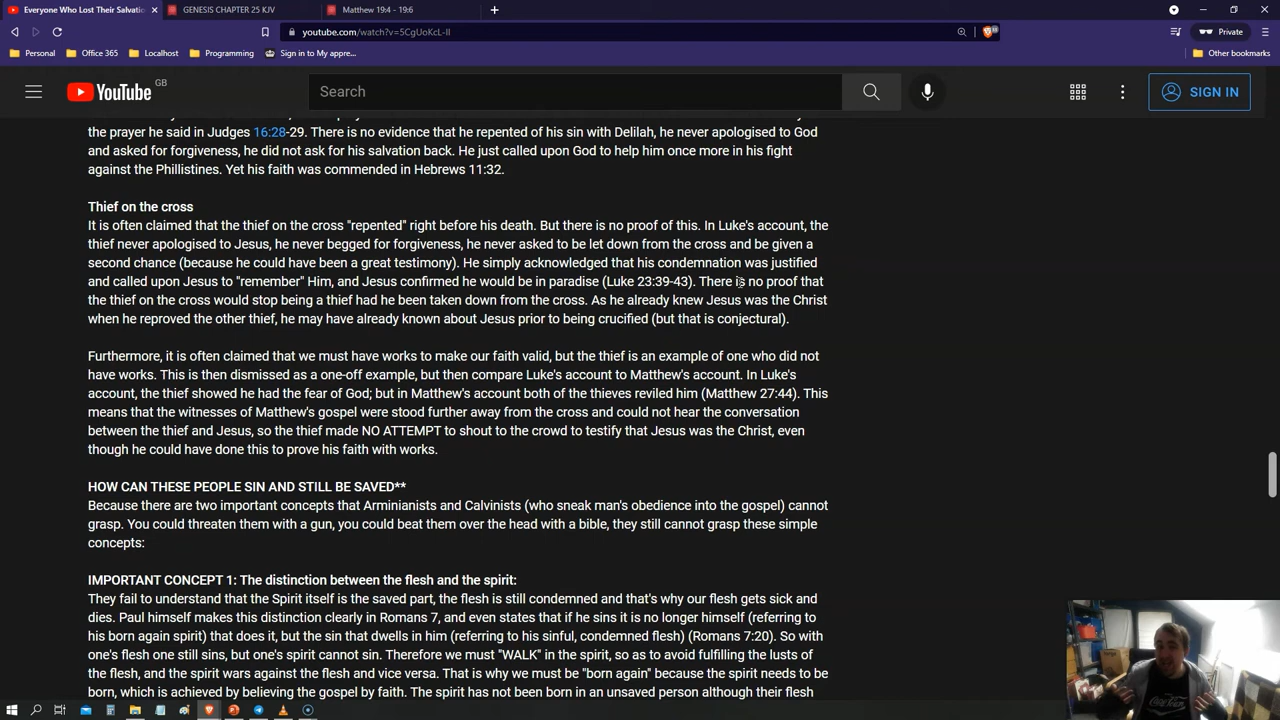 Everyone Who Lost Their Salvatio
GENESIS CHAPTER 25 KJV
Matthew 19:4 - 19:6
youtube.com/watch?v=5CgUoKcL-lI
Private
Personal
Office 365
Localhost
Programming
Sign in to My appre...
Other bookmarks
YouTube GB
Search
SIGN IN
the prayer he said in Judges 16:28-29. There is no evidence that he repented of his sin with Delilah, he never apologised to God
and asked for forgiveness, he did not ask for his salvation back. He just called upon God to help him once more in his fight
against the Phillistines. Yet his faith was commended in Hebrews 11:32.
Thief on the cross
It is often claimed that the thief on the cross "repented" right before his death. But there is no proof of this. In Luke's account, the
thief never apologised to Jesus, he never begged for forgiveness, he never asked to be let down from the cross and be given a
second chance (because he could have been a great testimony). He simply acknowledged that his condemnation was justified
and called upon Jesus to "remember" Him, and Jesus confirmed he would be in paradise (Luke 23:39-43). There is no proof that
the thief on the cross would stop being a thief had he been taken down from the cross. As he already knew Jesus was the Christ
when he reproved the other thief, he may have already known about Jesus prior to being crucified (but that is conjectural).
Furthermore, it is often claimed that we must have works to make our faith valid, but the thief is an example of one who did not
have works. This is then dismissed as a one-off example, but then compare Luke's account to Matthew's account. In Luke's
account, the thief showed he had the fear of God; but in Matthew's account both of the thieves reviled him (Matthew 27:44). This
means that the witnesses of Matthew's gospel were stood further away from the cross and could not hear the conversation
between the thief and Jesus, so the thief made NO ATTEMPT to shout to the crowd to testify that Jesus was the Christ, even
though he could have done this to prove his faith with works.
HOW CAN THESE PEOPLE SIN AND STILL BE SAVED**
Because there are two important concepts that Arminianists and Calvinists (who sneak man's obedience into the gospel) cannot
grasp. You could threaten them with a gun, you could beat them over the head with a bible, they still cannot grasp these simple
concepts:
IMPORTANT CONCEPT 1: The distinction between the flesh and the spirit:
They fail to understand that the Spirit itself is the saved part, the flesh is still condemned and that's why our flesh gets sick and
dies. Paul himself makes this distinction clearly in Romans 7, and even states that if he sins it is no longer himself (referring to
his born again spirit) that does it, but the sin that dwells in him (referring to his sinful, condemned flesh) (Romans 7:20). So with
one's flesh one still sins, but one's spirit cannot sin. Therefore we must "WALK" in the spirit, so as to avoid fulfilling the lusts of
the flesh, and the spirit wars against the flesh and vice versa. That is why we must be "born again" because the spirit needs to be
born, which is achieved by believing the gospel by faith. The spirit has not been born in an unsaved person although their flesh